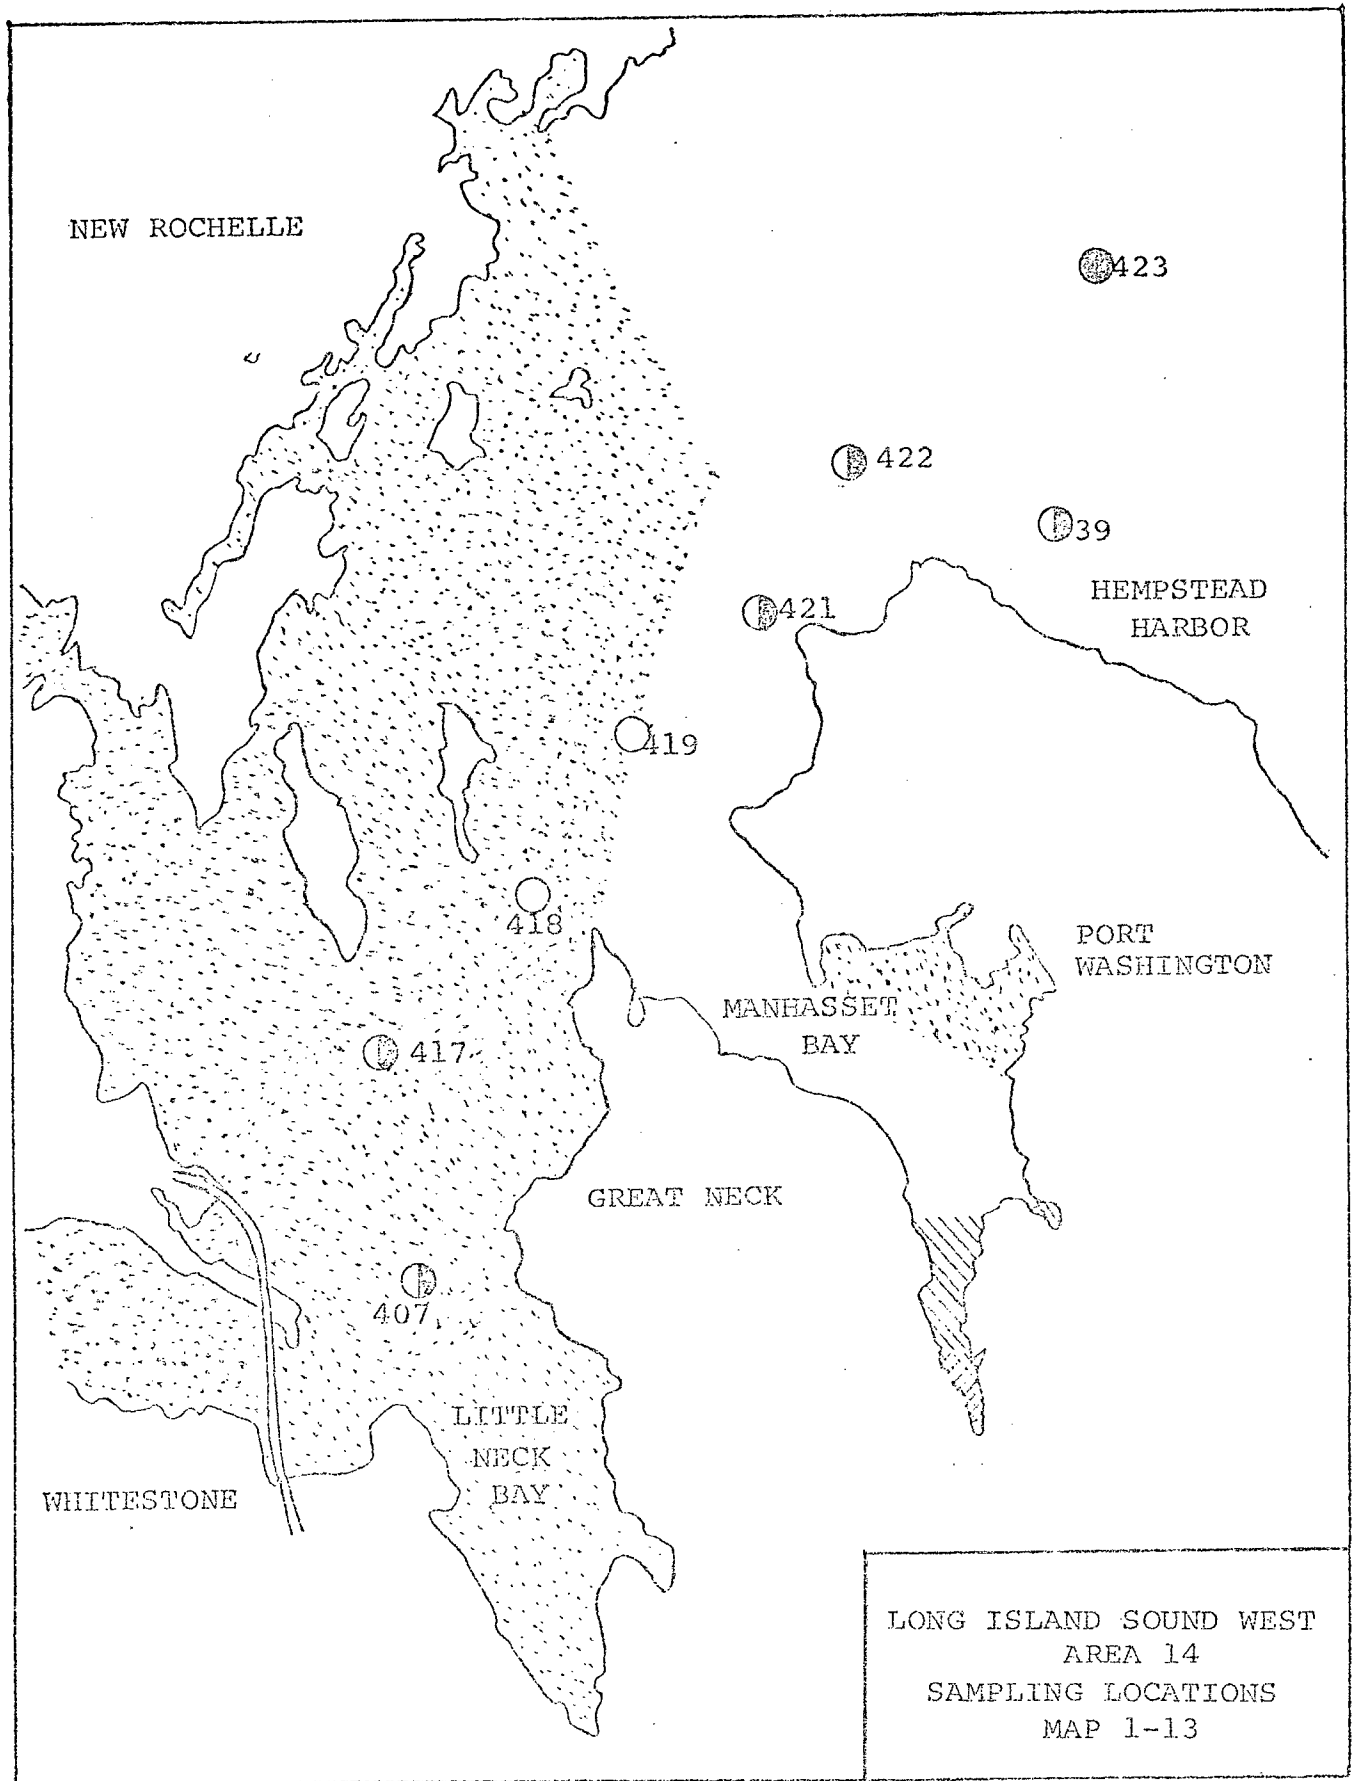 NEW ROCHELLE
423
422
39
HEMPSTEAD
HARBOR
421
419
418
PORT
WASHINGTON
MANHASSET
BAY
417
GREAT NECK
407
LITTLE
NECK
BAY
WHITESTONE
LONG ISLAND SOUND WEST
AREA 14
SAMPLING LOCATIONS
MAP 1-13